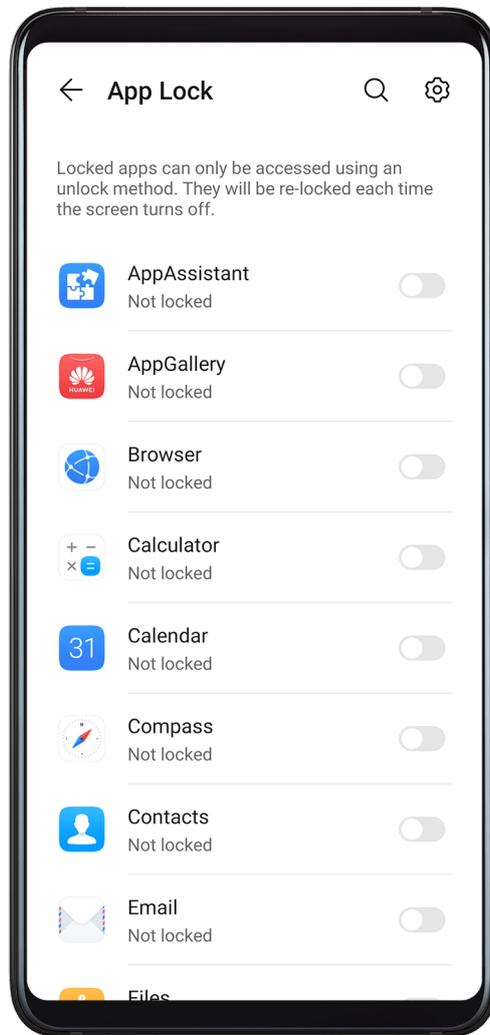 App Lock
Locked apps can only be accessed using an
unlock method. They will be re-locked each time
the screen turns off.
AppAssistant
Not locked
AppGallery
Not locked
HUAWEI
Browser
Not locked
Calculator
Not locked
+ −
× =
Calendar
Not locked
31
Compass
Not locked
Contacts
Not locked
Email
Not locked
Files